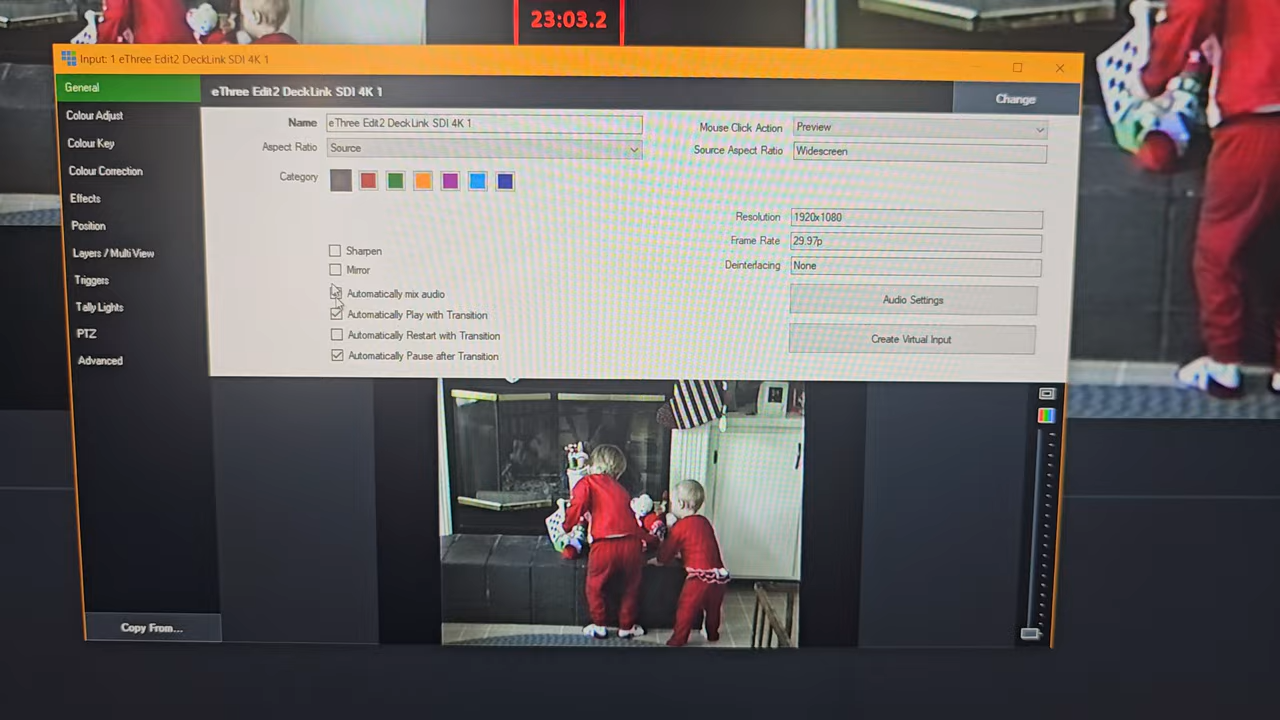 23:03.2
Input: 1 eThree Edit2 DeckLink SDI 4K 1
General
eThree Edit2 DeckLink SDI 4K 1
Change
Colour Adjust
Colour Key
Colour Correction
Effects
Position
Layers / Multi View
Triggers
Tally Lights
PTZ
Advanced
Name
eThree Edit2 DeckLink SDI 4K 1
Aspect Ratio
Source
Category
Mouse Click Action
Preview
Source Aspect Ratio
Widescreen
Sharpen
Mirror
Automatically mix audio
Automatically Play with Transition
Automatically Restart with Transition
Automatically Pause after Transition
Resolution
1920x1080
Frame Rate
29.97p
Deinterlacing
None
Audio Settings
Create Virtual Input
Copy From...